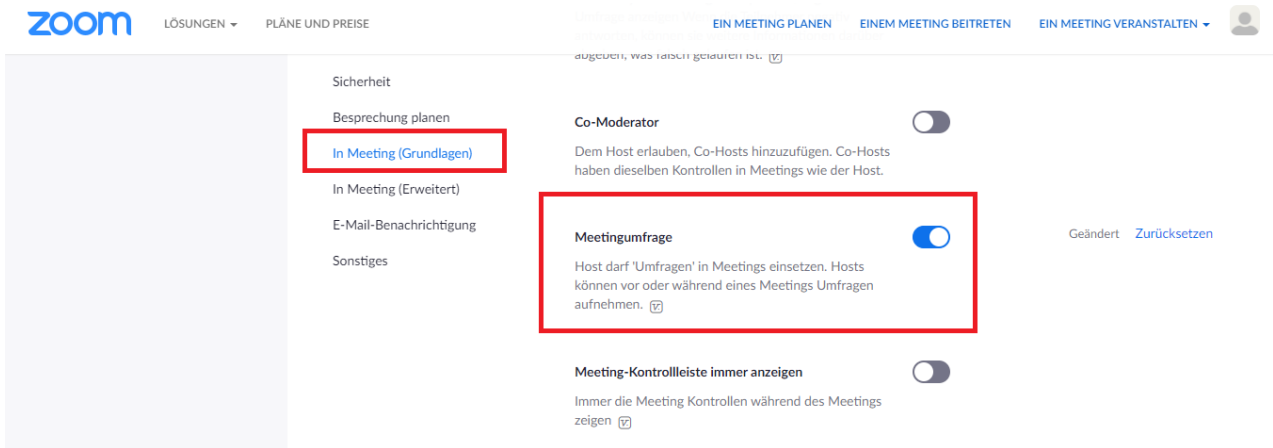 zoom
LÖSUNGEN
PLÄNE UND PREISE
EIN MEETING PLANEN
EINEM MEETING BEITRETEN
EIN MEETING VERANSTALTEN
abgeben, was falsch gelaufen ist.
Sicherheit
Besprechung planen
In Meeting (Grundlagen)
In Meeting (Erweitert)
E-Mail-Benachrichtigung
Sonstiges
Co-Moderator
Dem Host erlauben, Co-Hosts hinzuzufügen. Co-Hosts
haben dieselben Kontrollen in Meetings wie der Host.
Meetingumfrage
Geändert
Zurücksetzen
Host darf 'Umfragen' in Meetings einsetzen. Hosts
können vor oder während eines Meetings Umfragen
aufnehmen.
Meeting-Kontrollleiste immer anzeigen
Immer die Meeting Kontrollen während des Meetings
zeigen